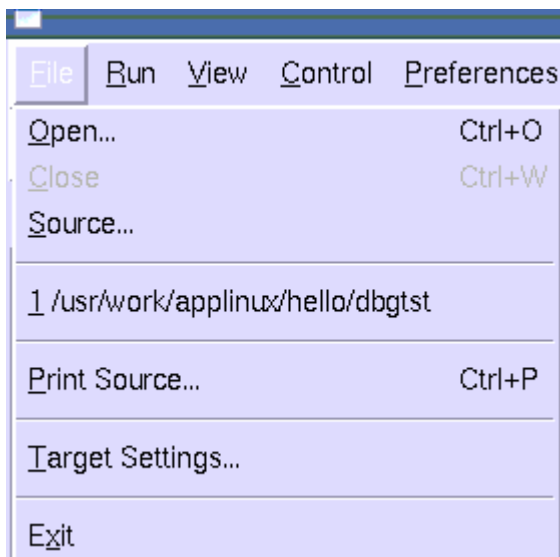 File Run View Control Preferences
Open... Ctrl+O
Close Ctrl+W
Source...
1 /usr/work/applinux/hello/dbgtst
Print Source... Ctrl+P
Target Settings...
Exit